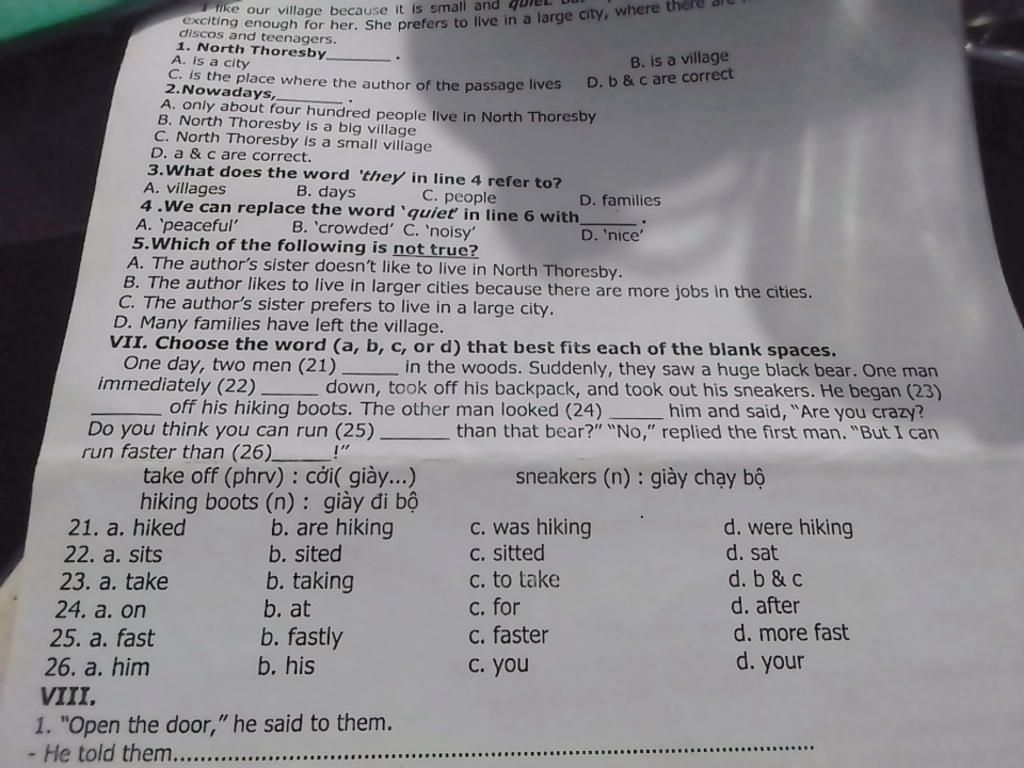 I like our village because it is small and quiet. But
exciting enough for her. She prefers to live in a large city, where there are
discos and teenagers.
1. North Thoresby________ .
A. is a city B. is a village
C. is the place where the author of the passage lives D. b & c are correct
2.Nowadays,________ .
A. only about four hundred people live in North Thoresby
B. North Thoresby is a big village
C. North Thoresby is a small village
D. a & c are correct.
3.What does the word 'they' in line 4 refer to?
A. villages B. days C. people D. families
4 .We can replace the word 'quiet' in line 6 with_______ .
A. 'peaceful' B. 'crowded' C. 'noisy' D. 'nice'
5.Which of the following is not true?
A. The author's sister doesn't like to live in North Thoresby.
B. The author likes to live in larger cities because there are more jobs in the cities.
C. The author's sister prefers to live in a large city.
D. Many families have left the village.
VII. Choose the word (a, b, c, or d) that best fits each of the blank spaces.
One day, two men (21) ______ in the woods. Suddenly, they saw a huge black bear. One man
immediately (22) ______ down, took off his backpack, and took out his sneakers. He began (23)
_______ off his hiking boots. The other man looked (24) ______ him and said, "Are you crazy?
Do you think you can run (25) _______ than that bear?" "No," replied the first man. "But I can
run faster than (26)______!"
take off (phrv) : cởi( giày...) sneakers (n) : giày chạy bộ
hiking boots (n) : giày đi bộ
21. a. hiked b. are hiking c. was hiking d. were hiking
22. a. sits b. sited c. sitted d. sat
23. a. take b. taking c. to take d. b & c
24. a. on b. at c. for d. after
25. a. fast b. fastly c. faster d. more fast
26. a. him b. his c. you d. your
VIII.
1. "Open the door," he said to them.
- He told them........................................................................